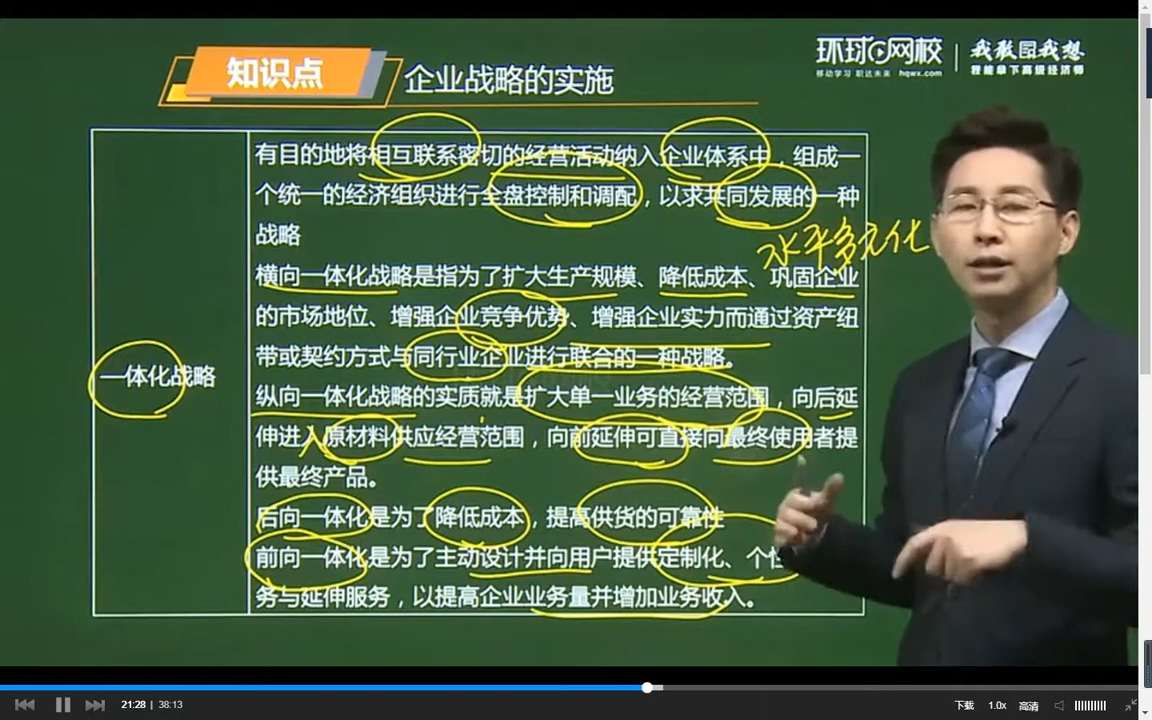 知识点
企业战略的实施
环球网校
移动学习 职达未来 hqwx.com
我敢因我想
我能拿下高级经济师
有目的地将相互联系密切的经营活动纳入企业体系中，组成一
个统一的经济组织进行全盘控制和调配，以求共同发展的一种
战略
水平多元化
横向一体化战略是指为了扩大生产规模、降低成本、巩固企业
的市场地位、增强企业竞争优势、增强企业实力而通过资产纽
带或契约方式与同行业企业进行联合的一种战略。
一体化战略
纵向一体化战略的实质就是扩大单一业务的经营范围，向后延
伸进入原材料供应经营范围，向前延伸可直接向最终使用者提
供最终产品。
后向一体化是为了降低成本，提高供货的可靠性
前向一体化是为了主动设计并向用户提供定制化、个性
务与延伸服务，以提高企业业务量并增加业务收入。
21:28 | 38:13
下载 1.0x 高清